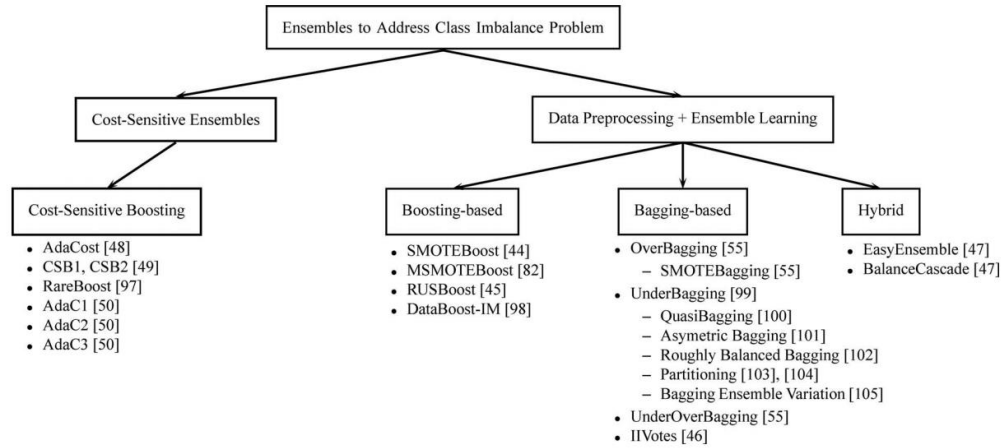 Ensembles to Address Class Imbalance Problem
Cost-Sensitive Ensembles
Data Preprocessing + Ensemble Learning
Cost-Sensitive Boosting
• AdaCost [48]
• CSB1, CSB2 [49]
• RareBoost [97]
• AdaC1 [50]
• AdaC2 [50]
• AdaC3 [50]
Boosting-based
• SMOTEBoost [44]
• MSMOTEBoost [82]
• RUSBoost [45]
• DataBoost-IM [98]
Bagging-based
• OverBagging [55]
– SMOTEBagging [55]
• UnderBagging [99]
– QuasiBagging [100]
– Asymetric Bagging [101]
– Roughly Balanced Bagging [102]
– Partitioning [103], [104]
– Bagging Ensemble Variation [105]
• UnderOverBagging [55]
• IIVotes [46]
Hybrid
• EasyEnsemble [47]
• BalanceCascade [47]